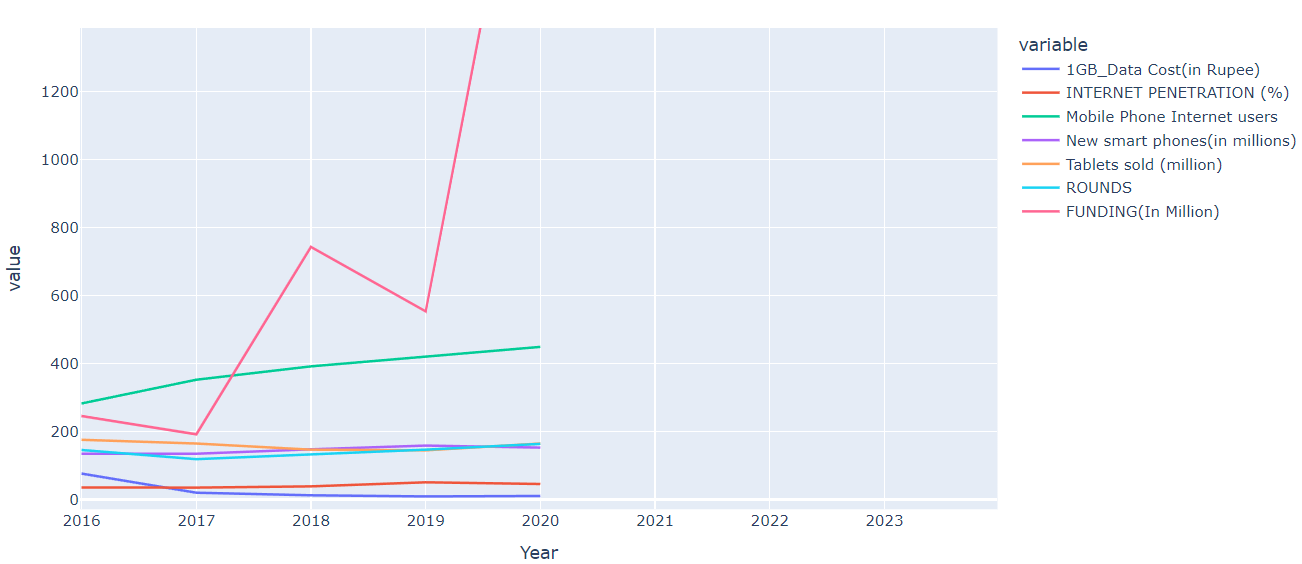 variable
1GB_Data Cost(in Rupee)
INTERNET PENETRATION (%)
Mobile Phone Internet users
New smart phones(in millions)
Tablets sold (million)
ROUNDS
FUNDING(In Million)
value
1200
1000
800
600
400
200
0
2016 2017 2018 2019 2020 2021 2022 2023
Year